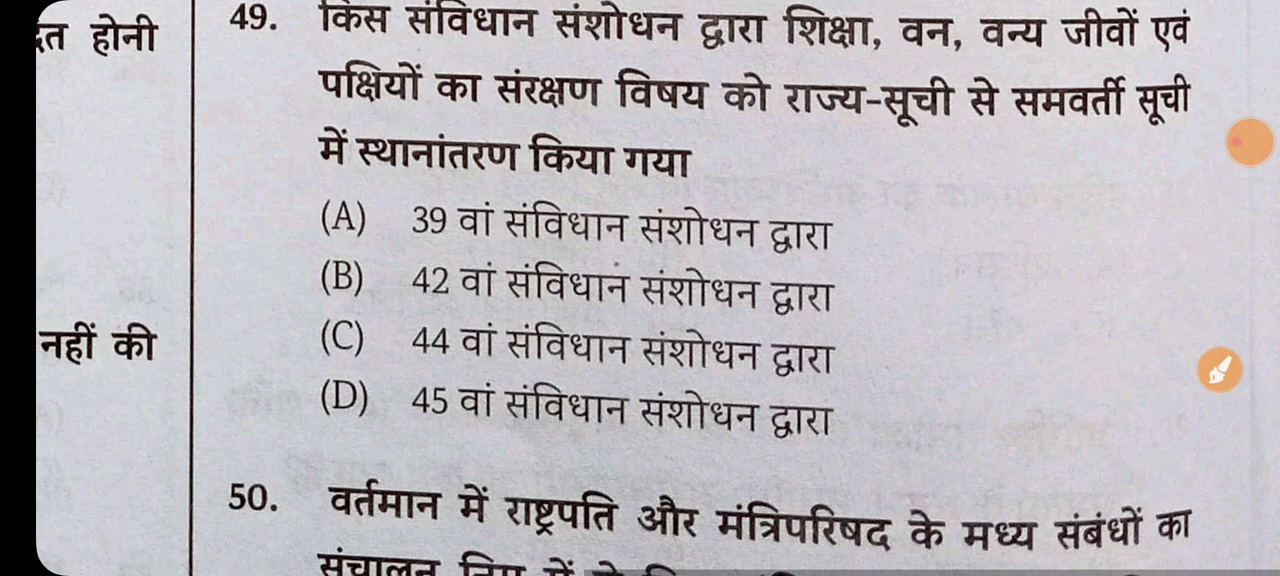 होनी
49. किस संविधान संशोधन द्वारा शिक्षा, वन, वन्य जीवों एवं
पक्षियों का संरक्षण विषय को राज्य-सूची से समवर्ती सूची
में स्थानांतरण किया गया
(A) 39 वां संविधान संशोधन द्वारा
(B) 42 वां संविधान संशोधन द्वारा
नहीं की
(C) 44 वां संविधान संशोधन द्वारा
(D) 45 वां संविधान संशोधन द्वारा
50. वर्तमान में राष्ट्रपति और मंत्रिपरिषद के मध्य संबंधों का
संचालन